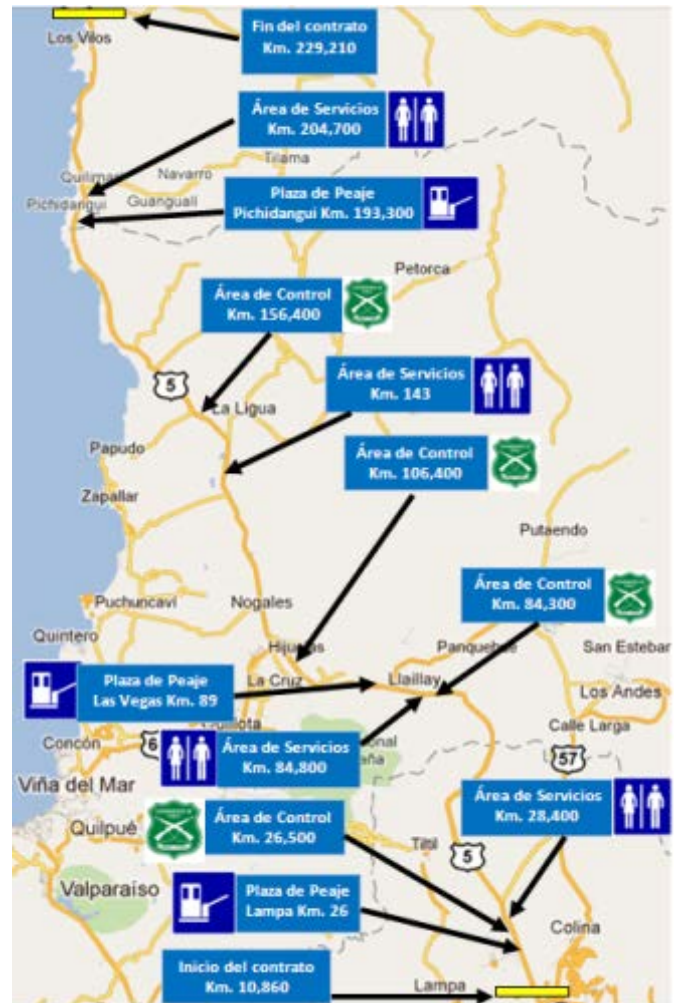 Fin del contrato
Km. 229,210
Los Vilos
Área de Servicios
Km. 204,700
Tilama
Navarro
Pichidangui
Guanguali
Plaza de Peaje
Pichidangui Km. 193,300
Petorca
Área de Control
Km. 156,400
5
Área de Servicios
Km. 143
La Ligua
Papudo
Área de Control
Km. 106,400
Zapallar
Putaendo
Área de Control
Km. 84,300
Puchuncaví
Nogales
Quintero
San Esteban
Plaza de Peaje
Las Vegas Km. 89
La Cruz
Llaillay
Los Andes
Calle Larga
Concón
6
Área de Servicios
Km. 84,800
57
Viña del Mar
Área de Servicios
Km. 28,400
Quilpué
Área de Control
Km. 26,500
Tiltil
5
Valparaíso
Plaza de Peaje
Lampa Km. 26
Colina
Inicio del contrato
Km. 10,860
Lampa